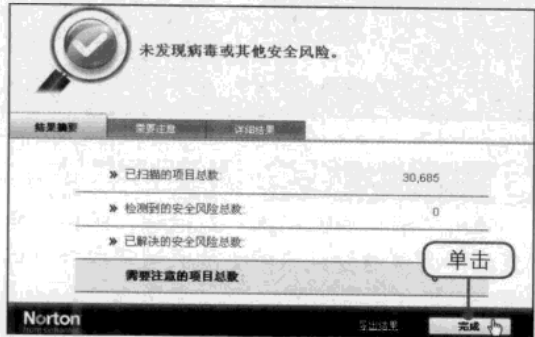 未发现病毒或其他安全风险。
结果摘要 需要注意 详细结果
» 已扫描的项目总数: 30,685
» 检测到的安全风险总数: 0
» 已解决的安全风险总数:
单击
需要注意的项目总数
Norton
导出结果 完成